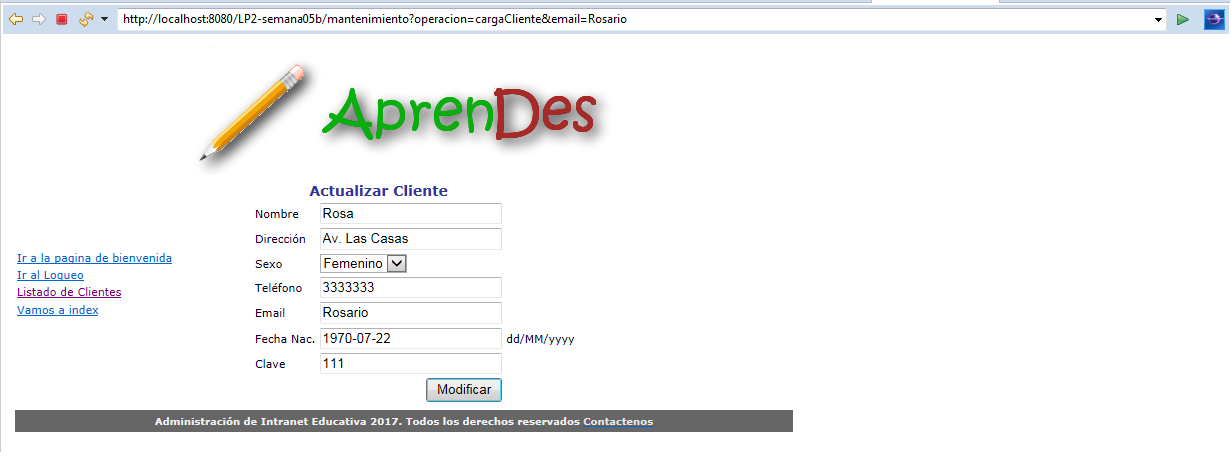 http://localhost:8080/LP2-semana05b/mantenimiento?operacion=cargaCliente&email=Rosario
AprenDes
Actualizar Cliente
Nombre Rosa
Dirección Av. Las Casas
Sexo Femenino
Teléfono 3333333
Email Rosario
Fecha Nac. 1970-07-22 dd/MM/yyyy
Clave 111
Modificar
Ir a la pagina de bienvenida
Ir al Logueo
Listado de Clientes
Vamos a index
Administración de Intranet Educativa 2017. Todos los derechos reservados Contactenos